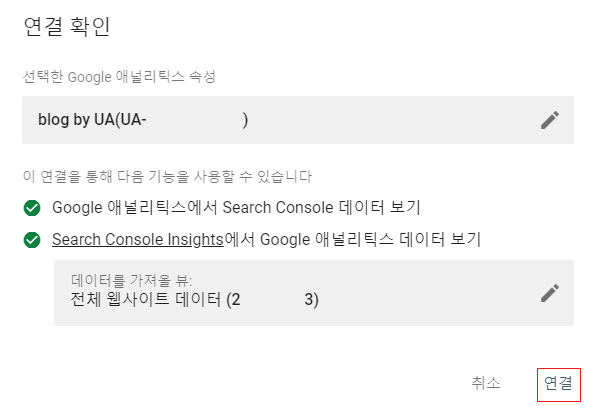 연결 확인
선택한 Google 애널리틱스 속성
blog by UA(UA- )
이 연결을 통해 다음 기능을 사용할 수 있습니다
Google 애널리틱스에서 Search Console 데이터 보기
Search Console Insights에서 Google 애널리틱스 데이터 보기
데이터를 가져올 뷰:
전체 웹사이트 데이터 (2 3)
취소 연결